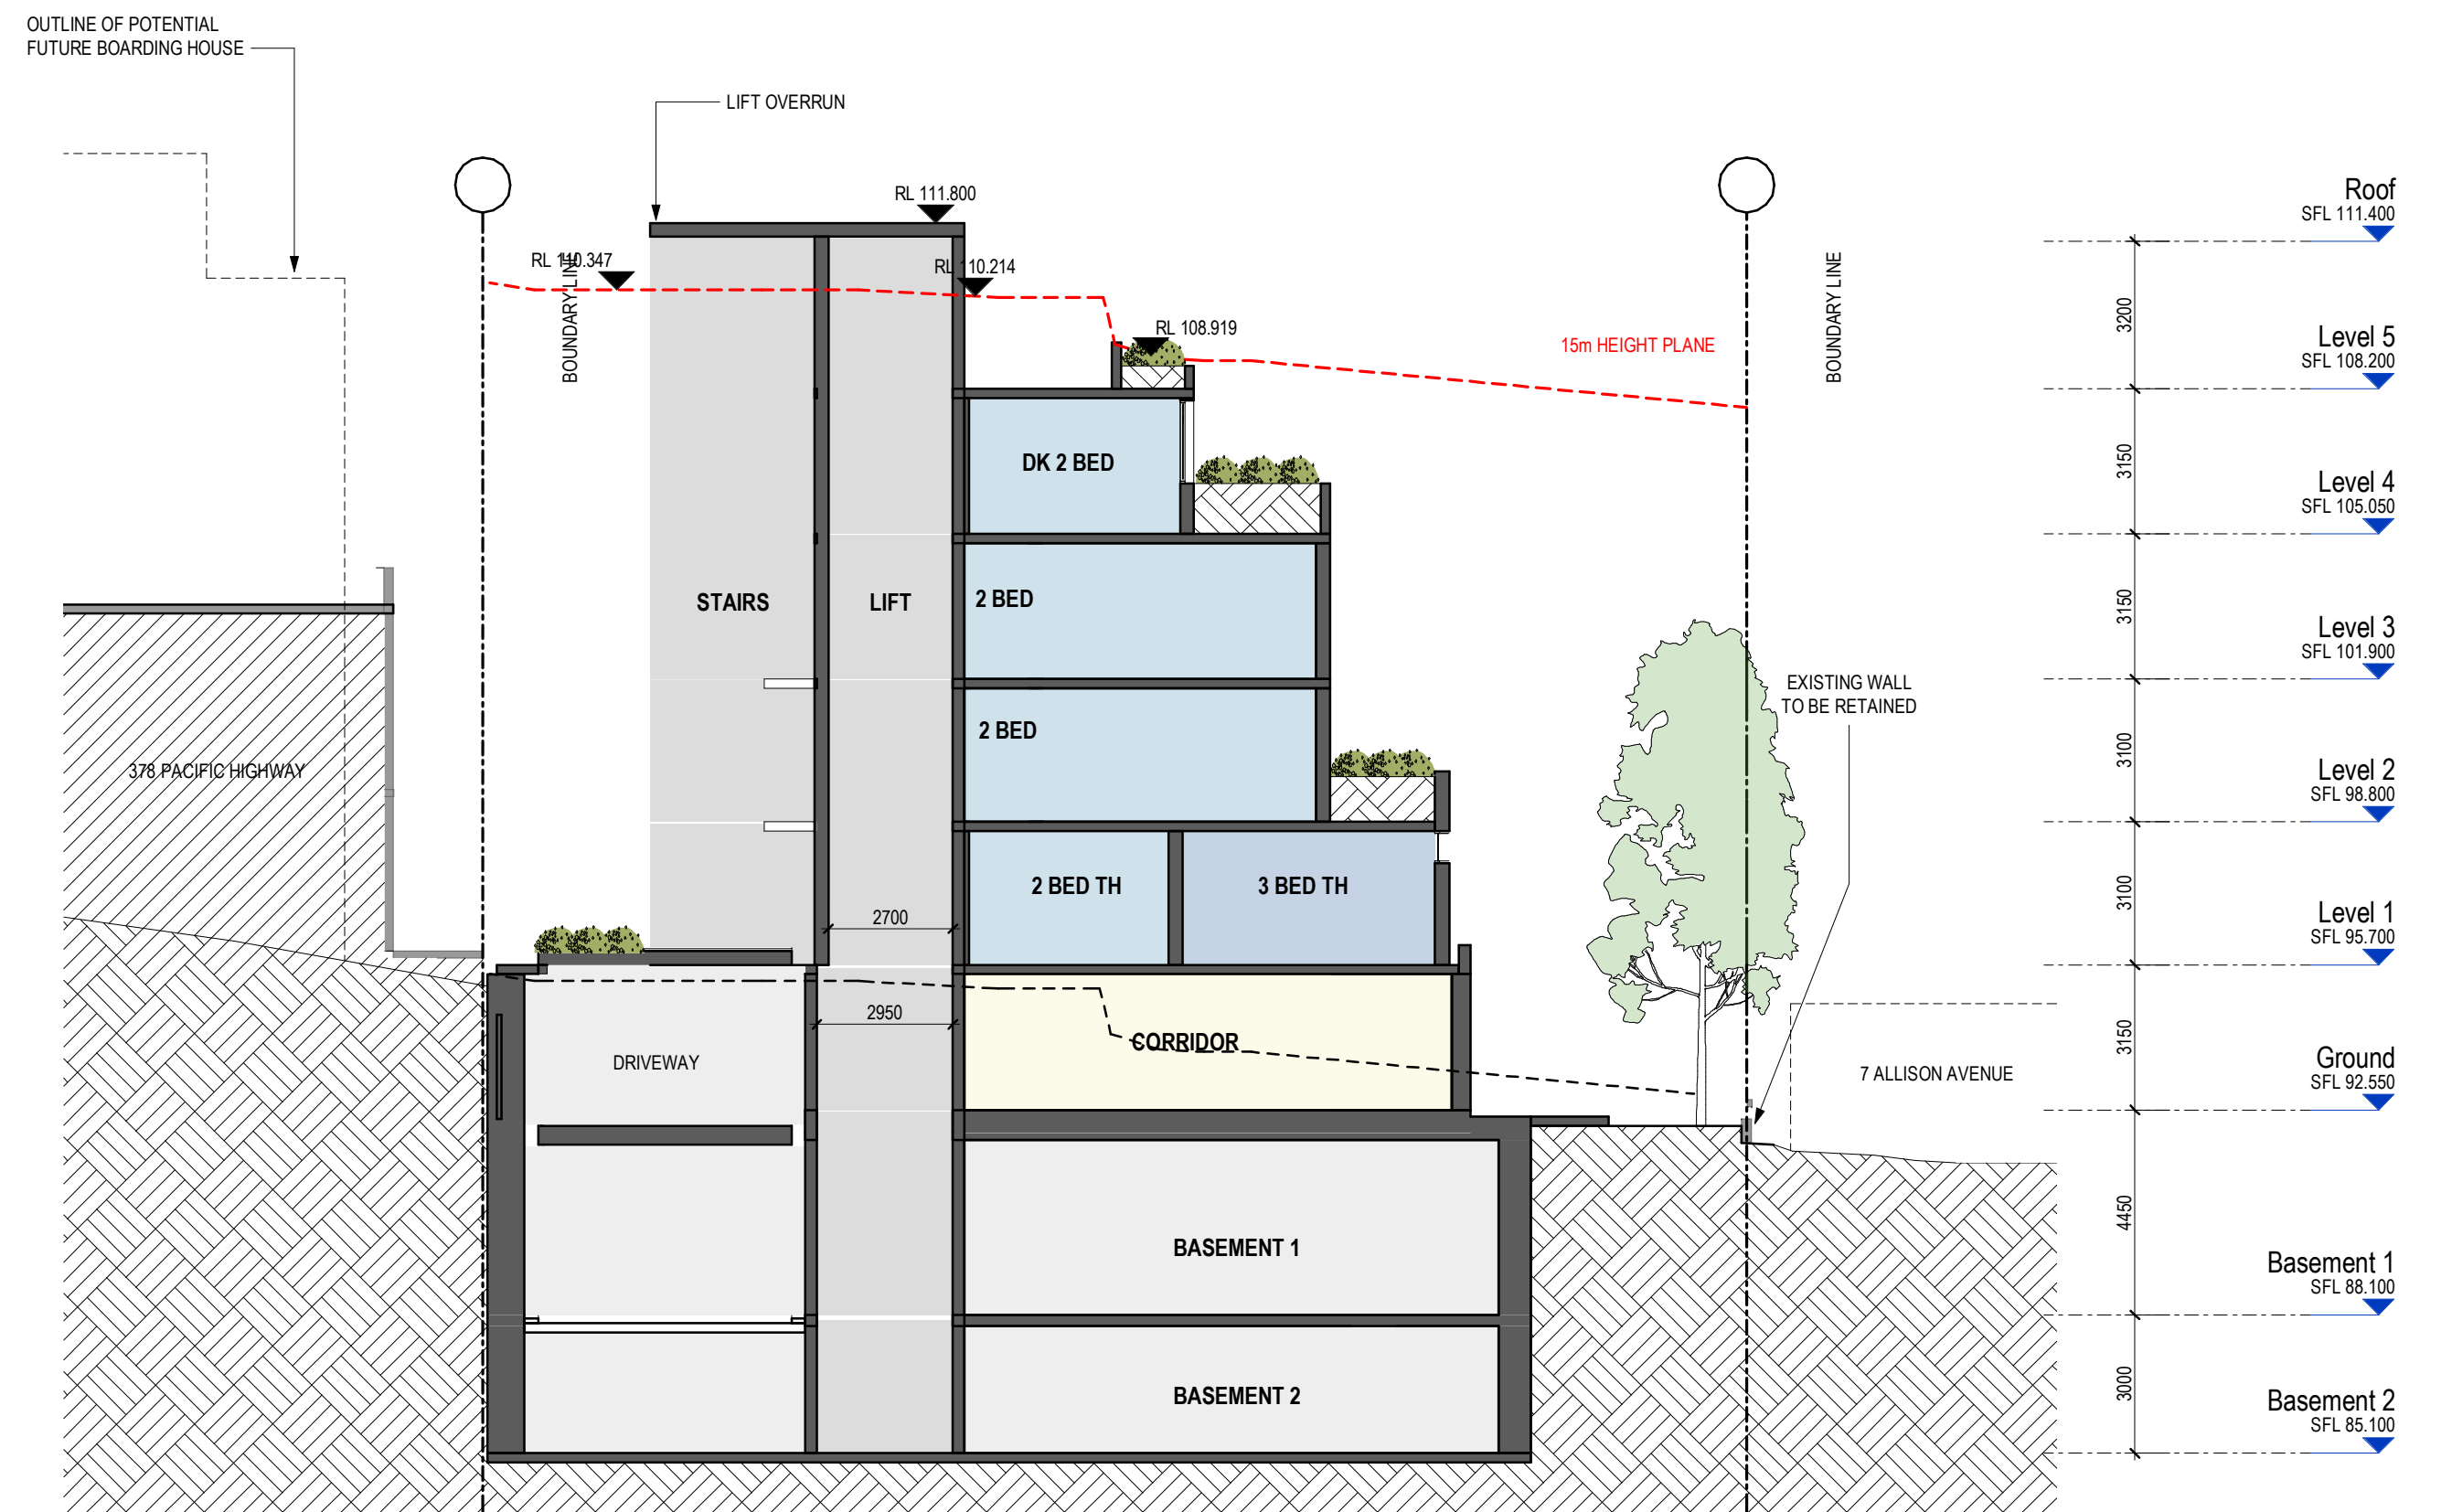 OUTLINE OF POTENTIAL
FUTURE BOARDING HOUSE
LIFT OVERRUN
RL 111.800
RL 110.347
RL 110.214
RL 108.919
BOUNDARY LINE
BOUNDARY LINE
15m HEIGHT PLANE
DK 2 BED
STAIRS
LIFT
2 BED
2 BED
378 PACIFIC HIGHWAY
EXISTING WALL
TO BE RETAINED
2 BED TH
3 BED TH
2700
2950
CORRIDOR
DRIVEWAY
7 ALLISON AVENUE
BASEMENT 1
BASEMENT 2
3200
3150
3150
3100
3100
3150
4450
3000
Roof
SFL 111.400
Level 5
SFL 108.200
Level 4
SFL 105.050
Level 3
SFL 101.900
Level 2
SFL 98.800
Level 1
SFL 95.700
Ground
SFL 92.550
Basement 1
SFL 88.100
Basement 2
SFL 85.100